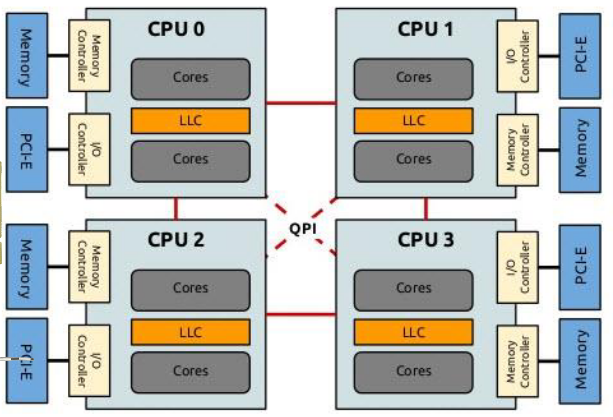 CPU 0
Memory
Memory
Controller
Cores
LLC
PCI-E
I/O
Controller
Cores
CPU 1
I/O
Controller
PCI-E
Cores
LLC
Memory
Controller
Memory
Cores
QPI
CPU 2
Memory
Memory
Controller
Cores
LLC
PCI-E
I/O
Controller
Cores
CPU 3
I/O
Controller
PCI-E
Cores
LLC
Memory
Controller
Memory
Cores